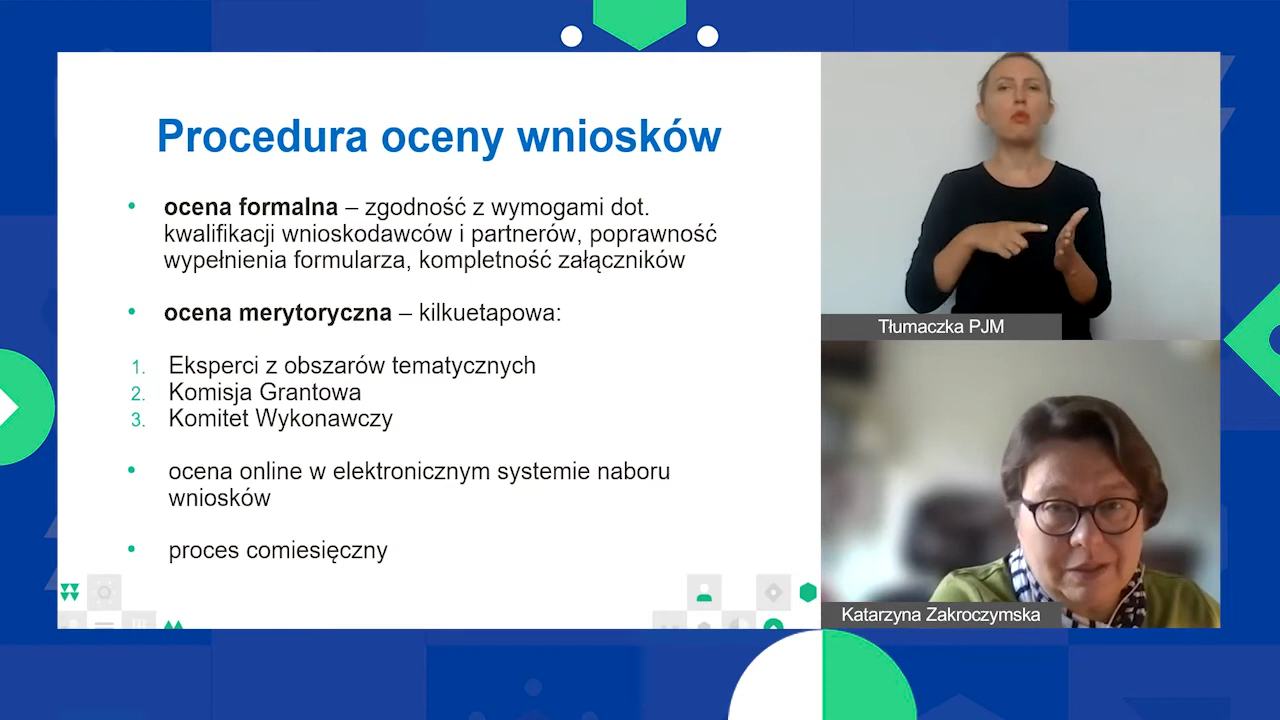 Procedura oceny wniosków
• ocena formalna – zgodność z wymogami dot.
kwalifikacji wnioskodawców i partnerów, poprawność
wypełnienia formularza, kompletność załączników
• ocena merytoryczna – kilkuetapowa:
1. Eksperci z obszarów tematycznych
2. Komisja Grantowa
3. Komitet Wykonawczy
• ocena online w elektronicznym systemie naboru
wniosków
• proces comiesięczny
Tłumaczka PJM
Katarzyna Zakroczymska